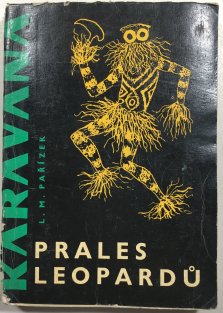 KARAVANA
L. M. PAŘÍZEK
PRALES
LEOPARDŮ